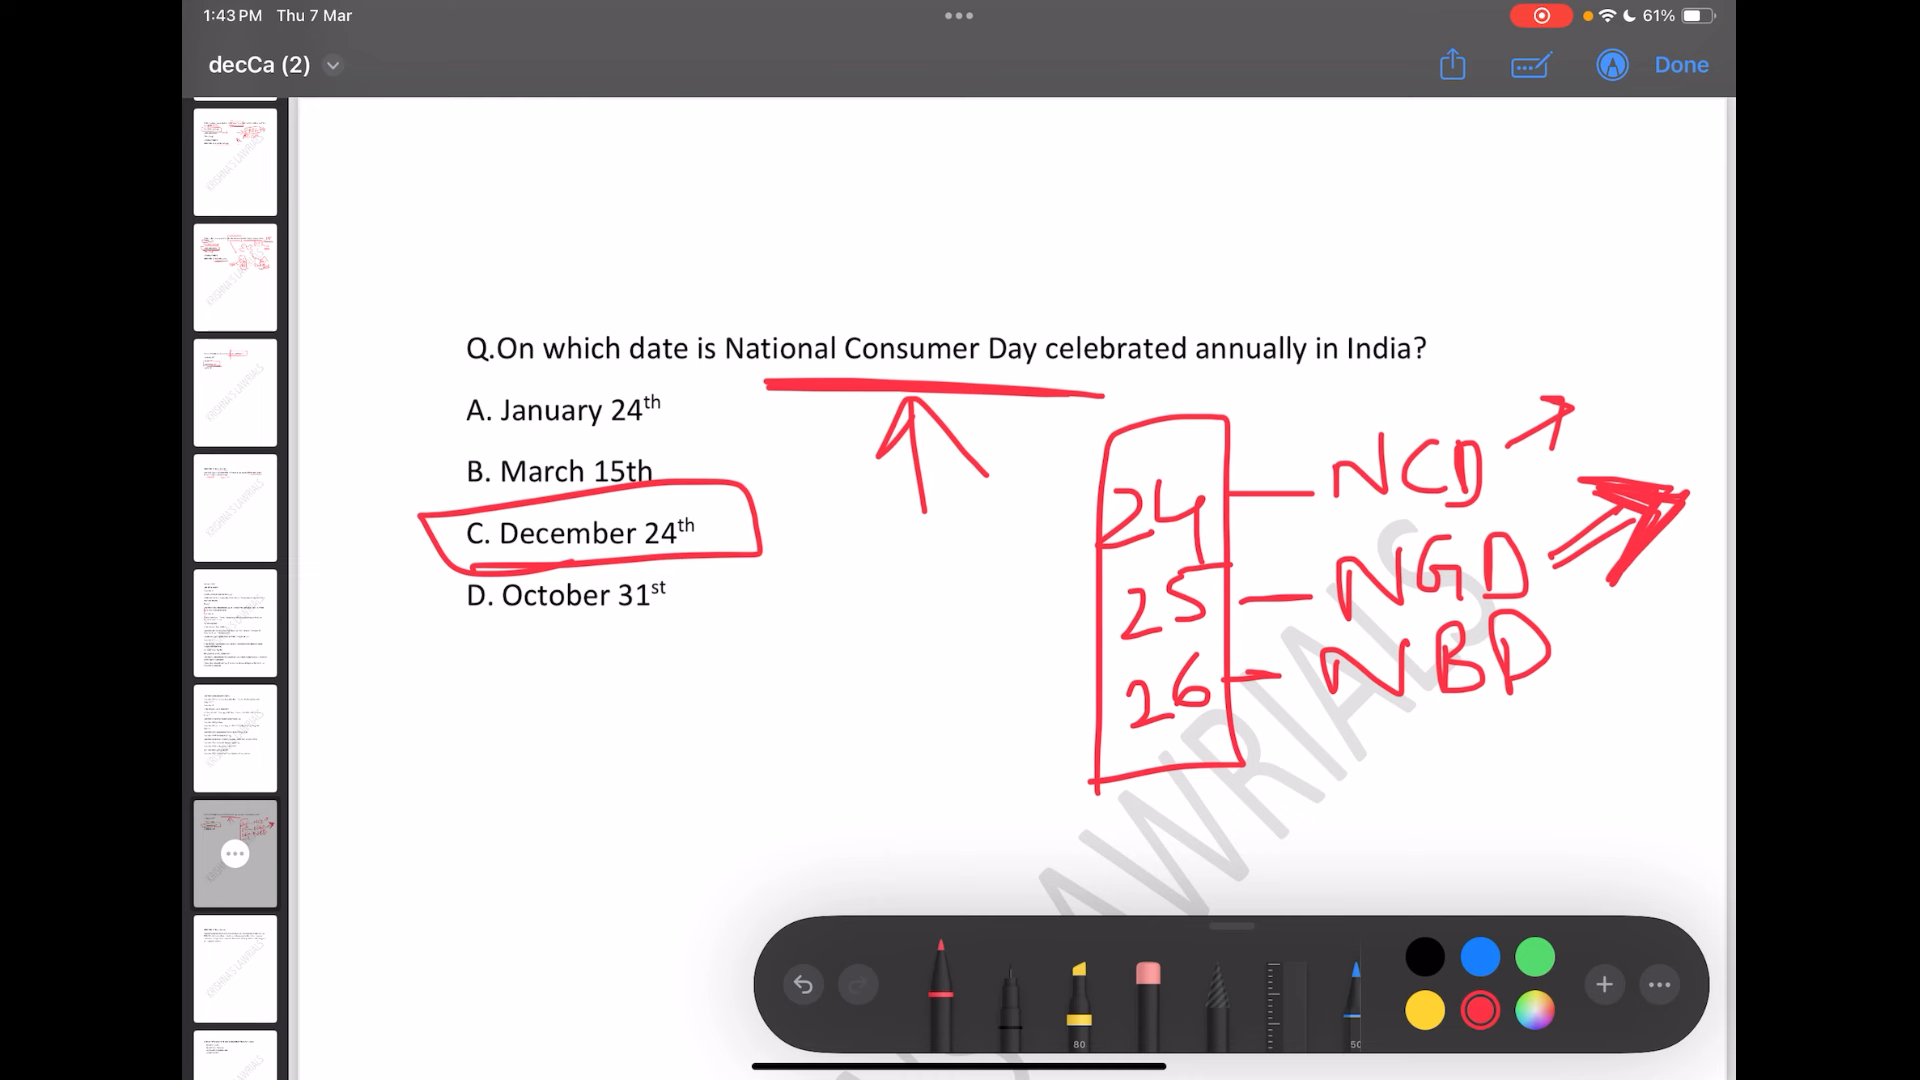 1:43 PM Thu 7 Mar
61%
decCa (2)
Done
Q.On which date is National Consumer Day celebrated annually in India?
A. January 24th
B. March 15th
C. December 24th
D. October 31st
24 — NCD
25 — NGD
26 — NBD
AWRIALS
80
50